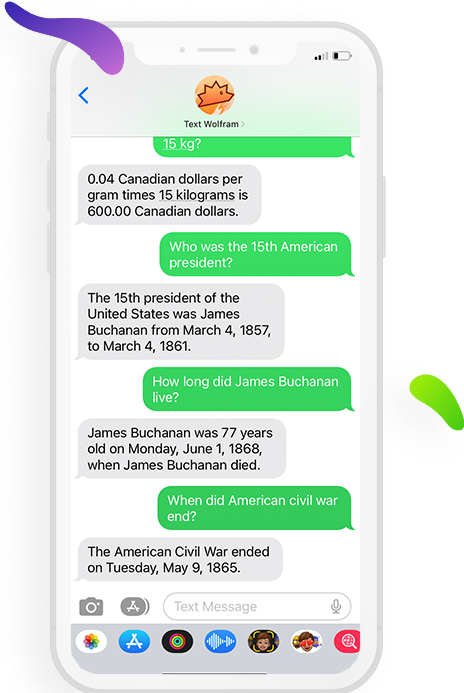 Text Wolfram
15 kg?
0.04 Canadian dollars per
gram times 15 kilograms is
600.00 Canadian dollars.
Who was the 15th American
president?
The 15th president of the
United States was James
Buchanan from March 4, 1857,
to March 4, 1861.
How long did James Buchanan
live?
James Buchanan was 77 years
old on Monday, June 1, 1868,
when James Buchanan died.
When did American civil war
end?
The American Civil War ended
on Tuesday, May 9, 1865.
Text Message